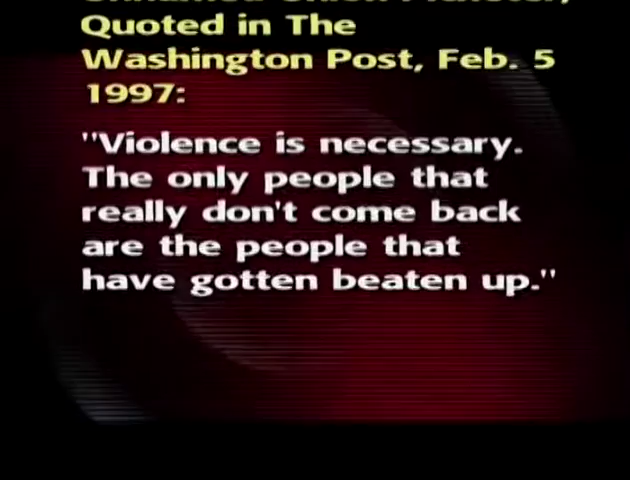 Quoted in The
Washington Post, Feb. 5
1997:
"Violence is necessary.
The only people that
really don't come back
are the people that
have gotten beaten up."